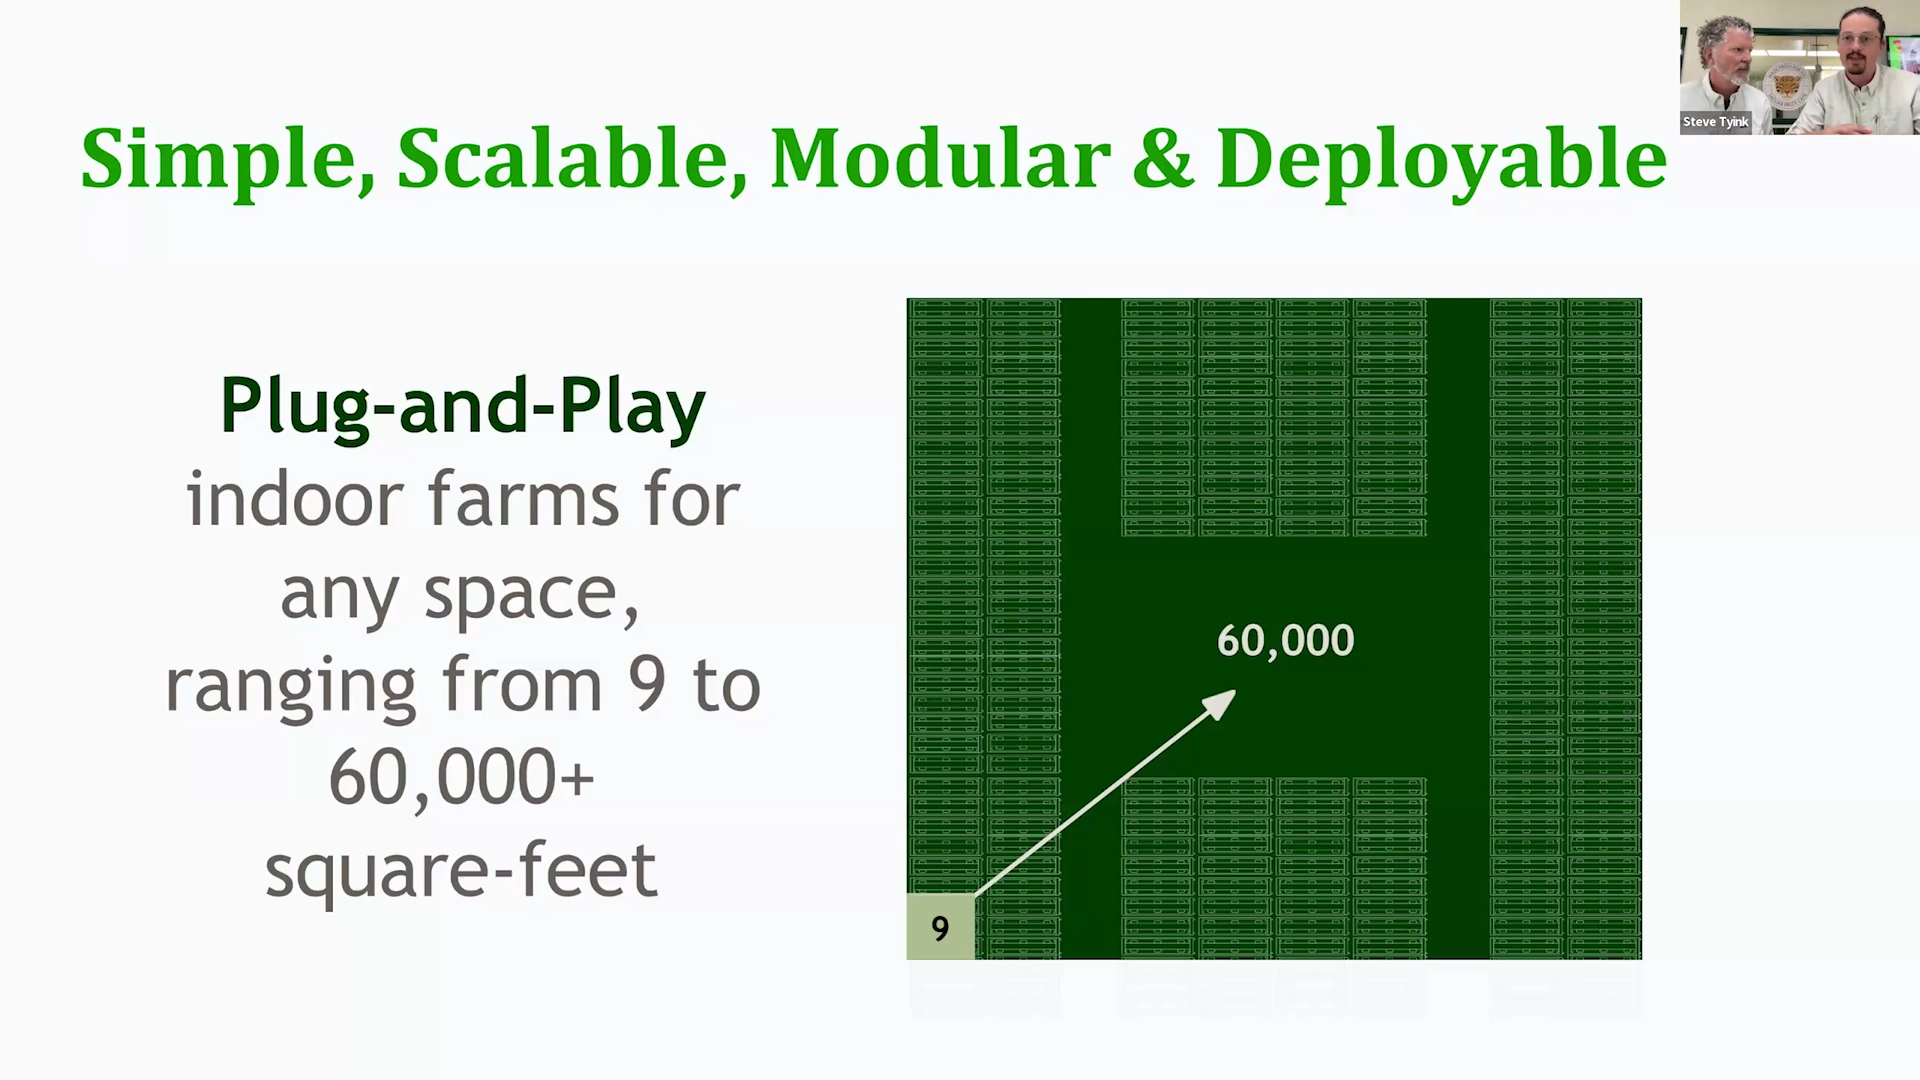 Simple, Scalable, Modular & Deployable
Steve Tyink
Plug-and-Play
indoor farms for
any space,
ranging from 9 to
60,000+
square-feet
60,000
9